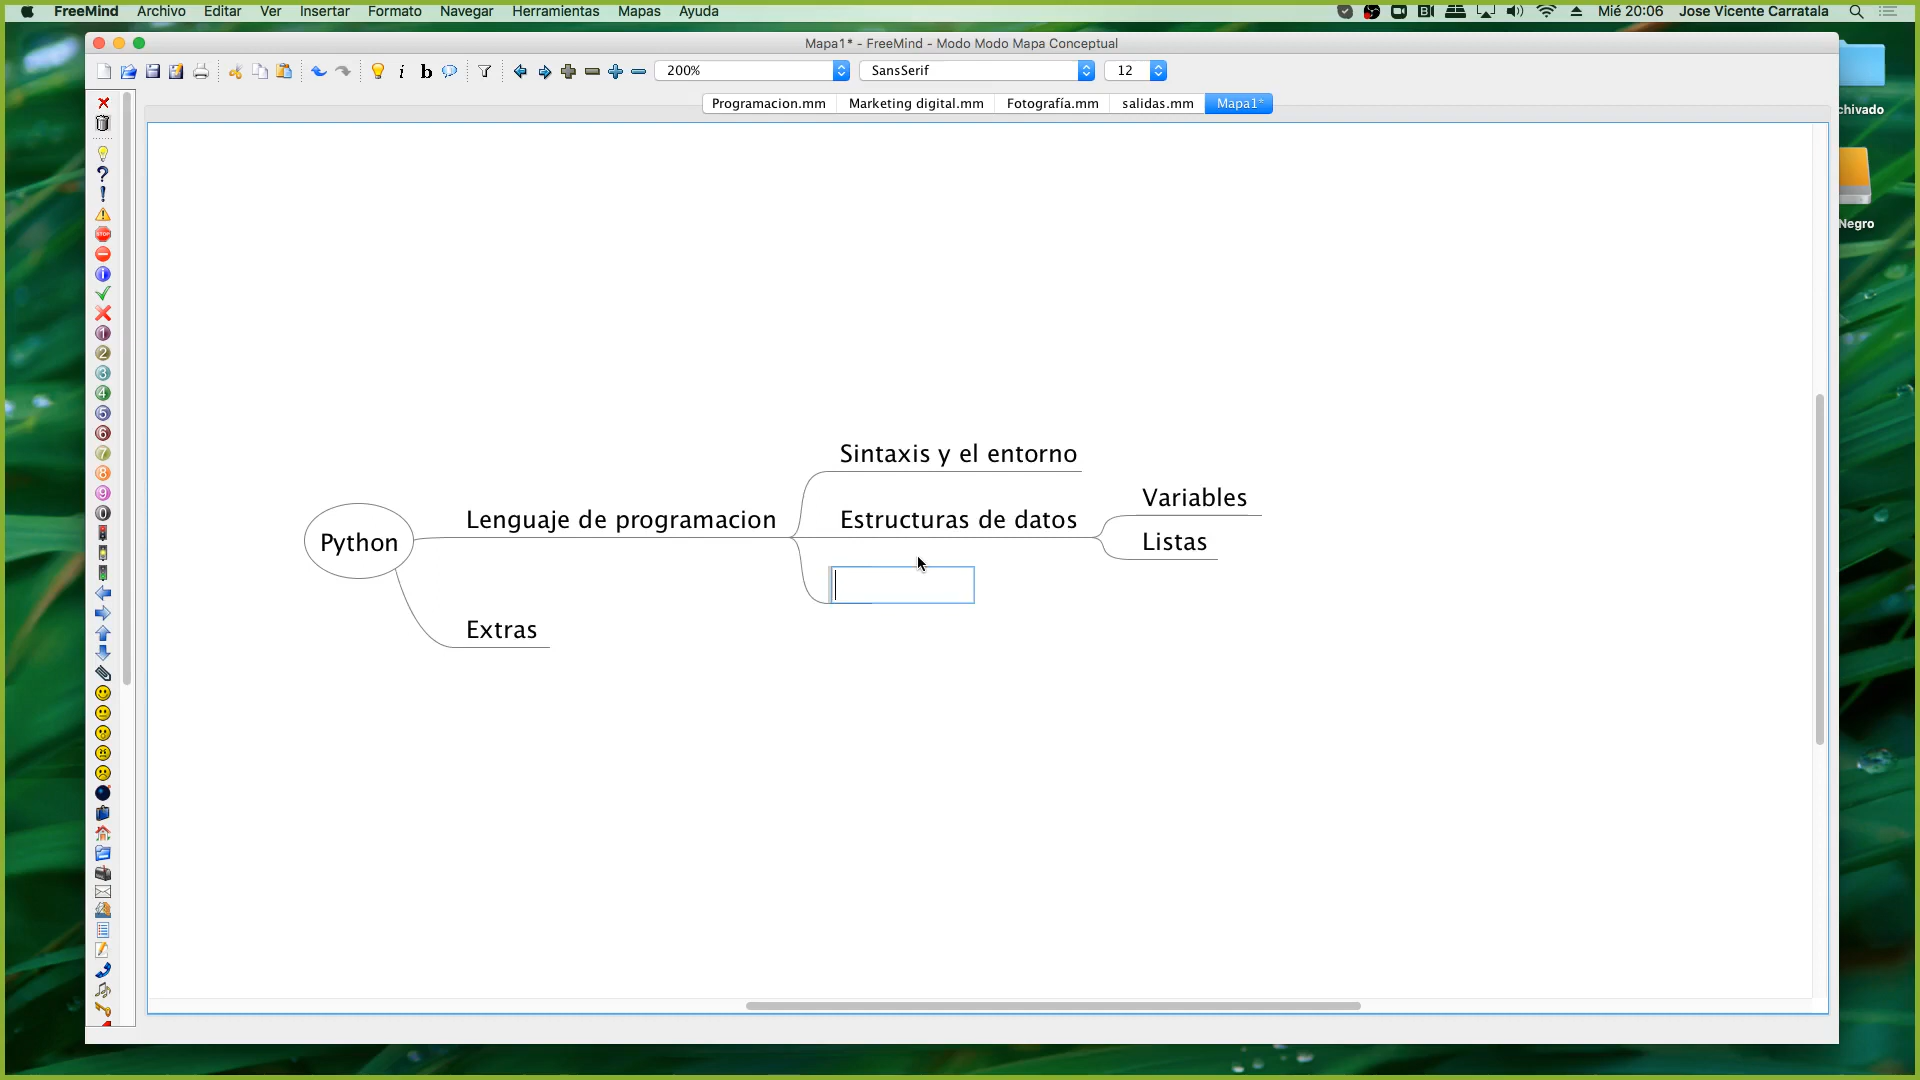 FreeMind Archivo Editar Ver Insertar Formato Navegar Herramientas Mapas Ayuda
Mié 20:06 Jose Vicente Carratala
Mapa1* - FreeMind - Modo Modo Mapa Conceptual
200% SansSerif 12
Programacion.mm Marketing digital.mm Fotografía.mm salidas.mm Mapa1*
chivado
Negro
Sintaxis y el entorno
Variables
Lenguaje de programacion
Estructuras de datos
Python
Listas
Extras